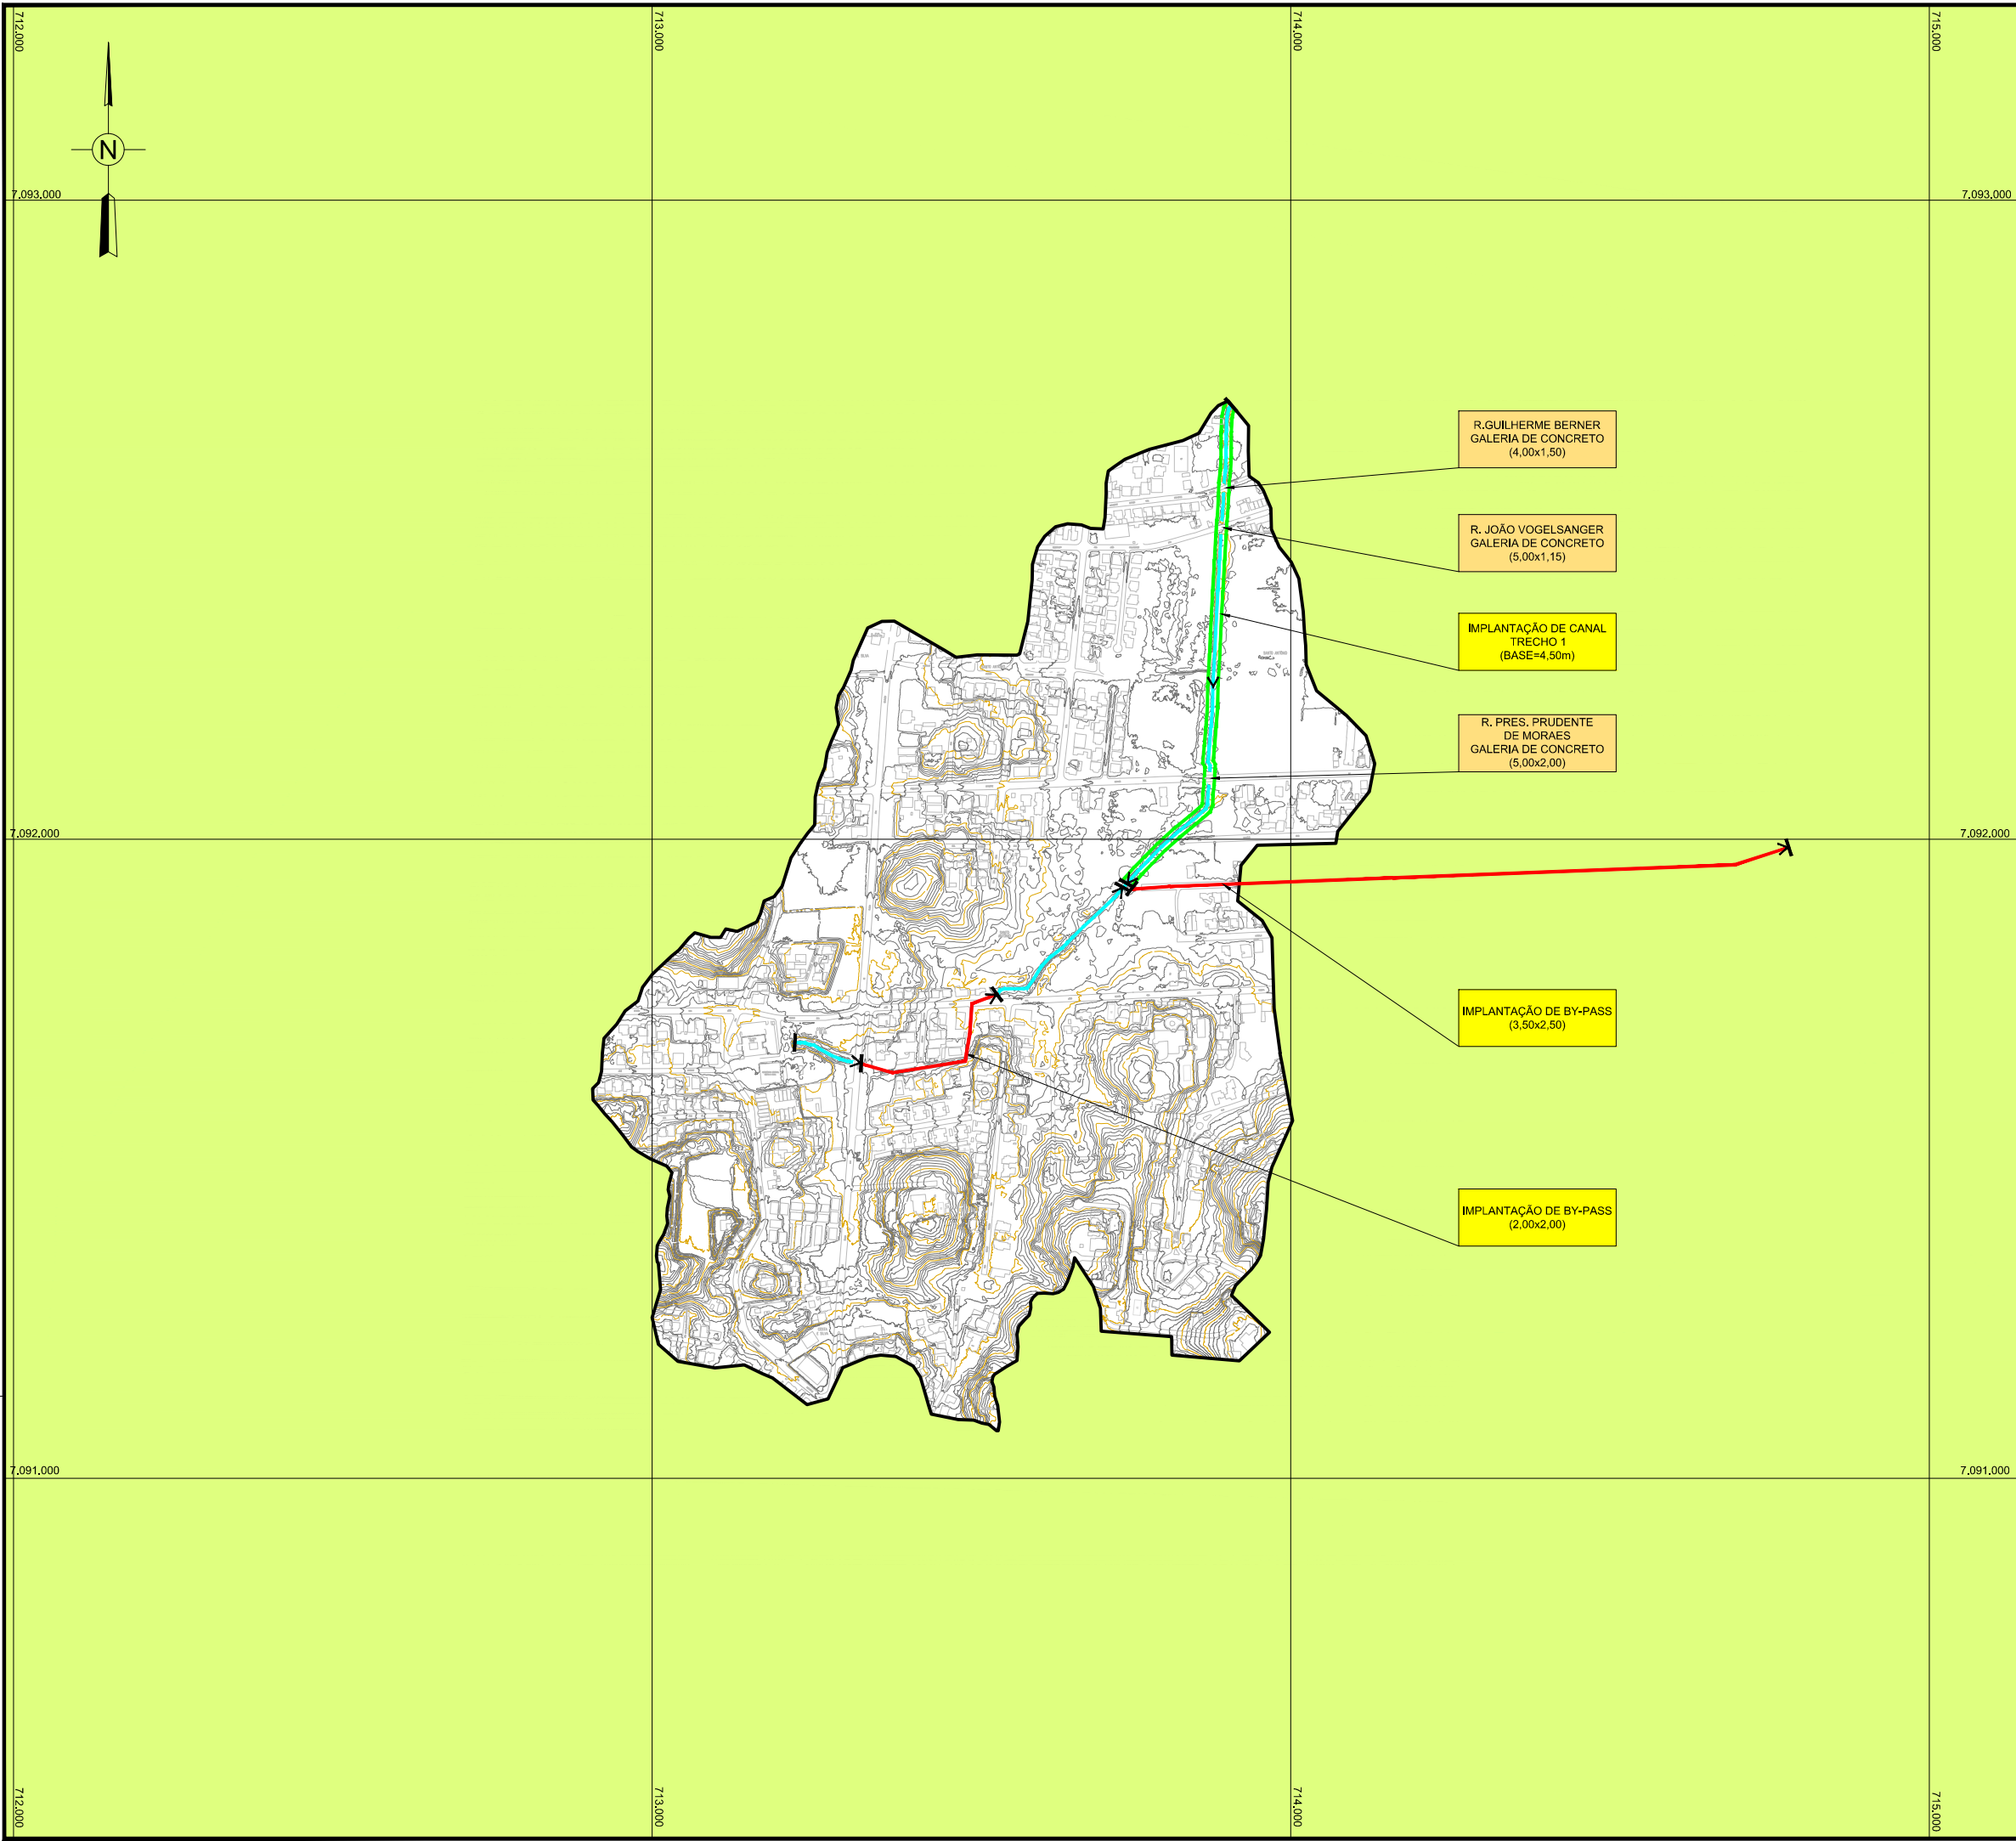 712.000
713.000
714.000
715.000
N
7.093.000
7.093.000
R.GUILHERME BERNER
GALERIA DE CONCRETO
(4,00x1,50)
R. JOÃO VOGELSANGER
GALERIA DE CONCRETO
(5,00x1,15)
IMPLANTAÇÃO DE CANAL
TRECHO 1
(BASE=4,50m)
R. PRES. PRUDENTE
DE MORAES
GALERIA DE CONCRETO
(5,00x2,00)
7.092.000
7.092.000
IMPLANTAÇÃO DE BY-PASS
(3,50x2,50)
IMPLANTAÇÃO DE BY-PASS
(2,00x2,00)
7.091.000
7.091.000
712.000
713.000
714.000
715.000